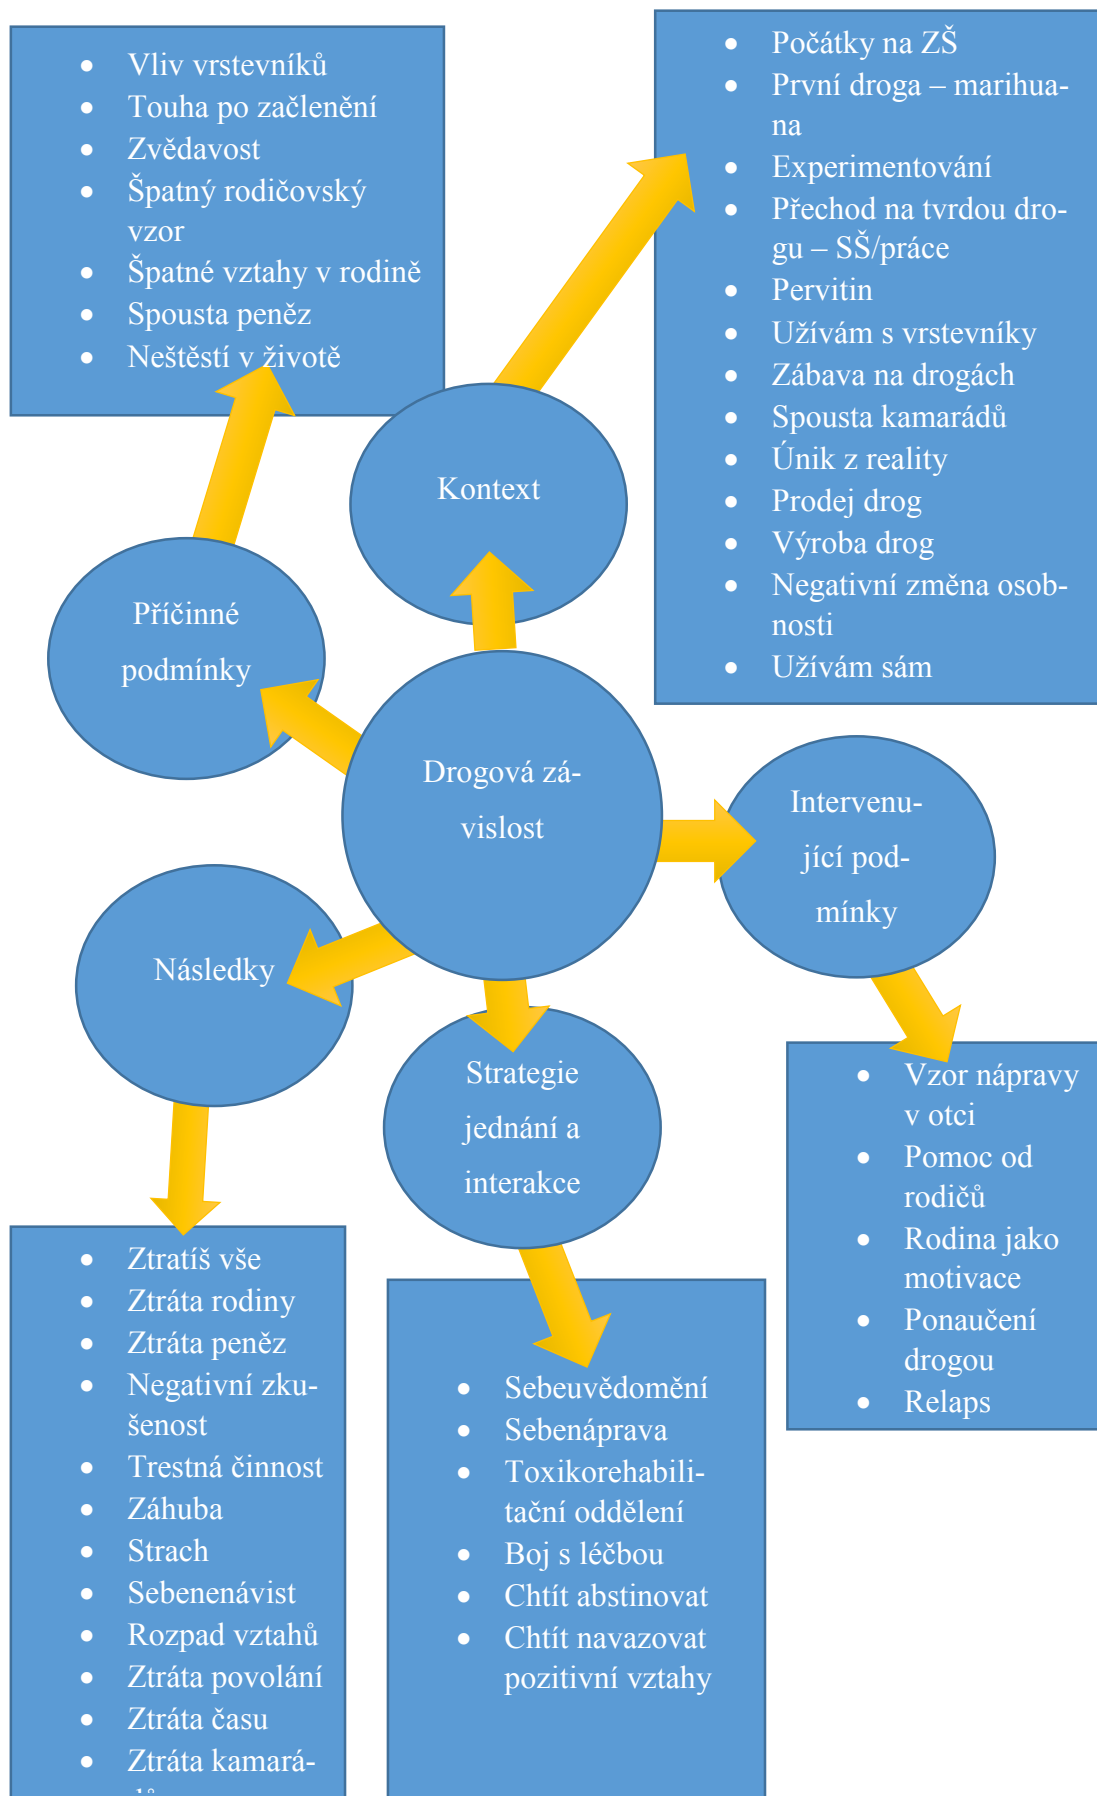 • Vliv vrstevníků
• Touha po začlenění
• Zvědavost
• Špatný rodičovský
vzor
• Špatné vztahy v rodině
• Spousta peněz
• Neštěstí v životě
• Počátky na ZŠ
• První droga – marihua-
na
• Experimentování
• Přechod na tvrdou dro-
gu – SŠ/práce
• Pervitin
• Užívám s vrstevníky
• Zábava na drogách
• Spousta kamarádů
• Únik z reality
• Prodej drog
• Výroba drog
• Negativní změna osob-
nosti
• Užívám sám
Kontext
Příčinné
podmínky
Drogová zá-
vislost
Intervenu-
jící pod-
mínky
Následky
Strategie
jednání a
interakce
• Vzor nápravy
v otci
• Pomoc od
rodičů
• Rodina jako
motivace
• Ponaučení
drogou
• Relaps
• Ztratíš vše
• Ztráta rodiny
• Ztráta peněz
• Negativní zku-
šenost
• Trestná činnost
• Záhuba
• Strach
• Sebenenávist
• Rozpad vztahů
• Ztráta povolání
• Ztráta času
• Ztráta kamará-
• Sebeuvědomění
• Sebenáprava
• Toxikorehabili-
tační oddělení
• Boj s léčbou
• Chtít abstinovat
• Chtít navazovat
pozitivní vztahy